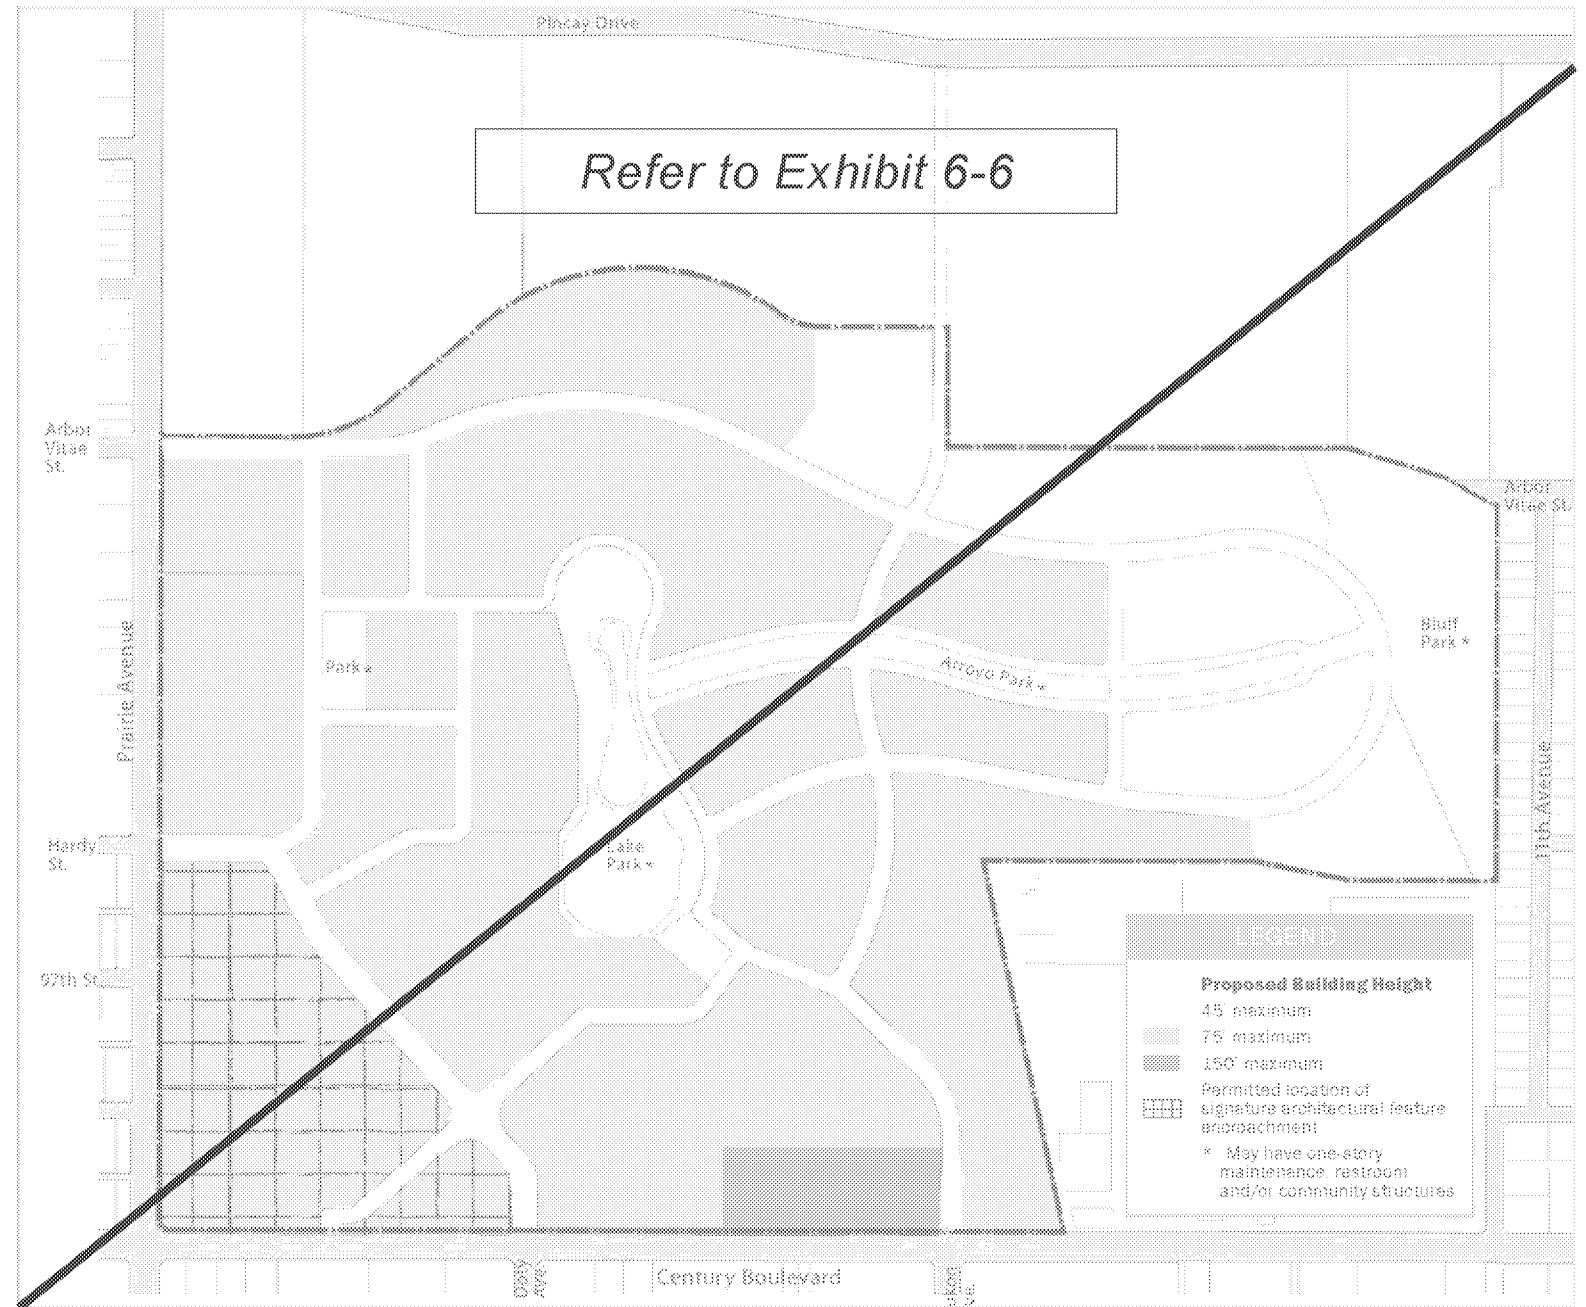 Pincay Drive
Refer to Exhibit 6-6
Arbor
Vitae
St.
Arbor
Vitae St.
Prairie Avenue
Park *
Bluff
Park *
Arroyo Park *
11th Avenue
Hardy
St.
Lake
Park *
97th St.
LEGEND
Proposed Building Height
45' maximum
75' maximum
150' maximum
Permitted location of
signature architectural feature
encroachment
* May have one-story
maintenance, restroom
and/or community structures
Doty
Ave.
Century Boulevard